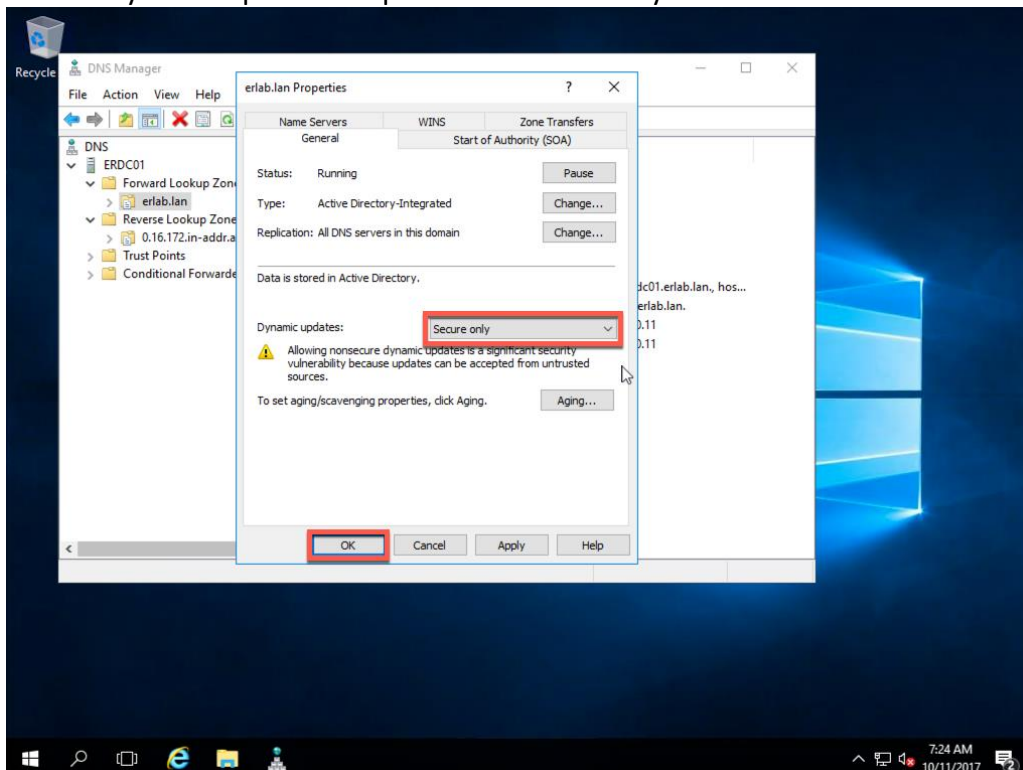 Recycle
DNS Manager
File Action View Help
DNS
ERDC01
Forward Lookup Zone
erlab.lan
Reverse Lookup Zone
0.16.172.in-addr.a
Trust Points
Conditional Forwarde
erlab.lan Properties
Name Servers WINS Zone Transfers
General Start of Authority (SOA)
Status: Running Pause
Type: Active Directory-Integrated Change...
Replication: All DNS servers in this domain Change...
Data is stored in Active Directory.
Dynamic updates: Secure only
Allowing nonsecure dynamic updates is a significant security
vulnerability because updates can be accepted from untrusted
sources.
To set aging/scavenging properties, click Aging. Aging...
OK Cancel Apply Help
dc01.erlab.lan., hos...
erlab.lan.
0.11
0.11
7:24 AM
10/11/2017
2